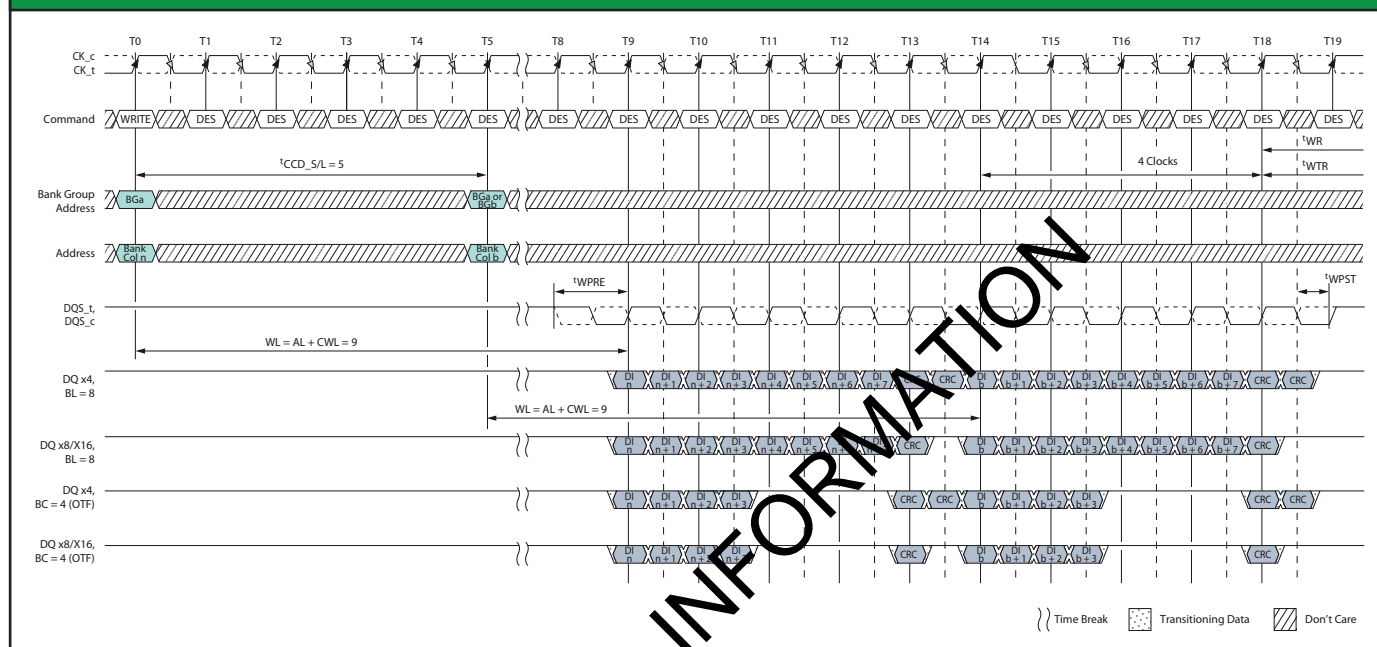 T0 T1 T2 T3 T4 T5 T8 T9 T10 T11 T12 T13 T14 T15 T16 T17 T18 T19
CK_c
CK_t
Command WRITE DES DES DES DES DES DES DES DES DES DES DES DES DES DES DES DES DES
tWR
tCCD_S/L = 5
4 Clocks
tWTR
Bank Group
Address
BGa
BGa or
BGb
Address
Bank
Col n
Bank
Col b
tWPRE
tWPST
DQS_t,
DQS_c
WL = AL + CWL = 9
DQ x4,
BL = 8
DI n DI n + 1 DI n + 2 DI n + 3 DI n + 4 DI n + 5 DI n + 6 DI n + 7 CRC CRC DI b DI b + 1 DI b + 2 DI b + 3 DI b + 4 DI b + 5 DI b + 6 DI b + 7 CRC CRC
WL = AL + CWL = 9
DQ x8/X16,
BL = 8
DI n DI n + 1 DI n + 2 DI n + 3 DI n + 4 DI n + 5 DI CRC DI b DI b + 1 DI b + 2 DI b + 3 DI b + 4 DI b + 5 DI b + 6 DI b + 7 CRC
DQ x4,
BC = 4 (OTF)
DI n DI n + 1 DI n + 2 DI n + 3 CRC CRC DI b DI b + 1 DI b + 2 DI b + 3 CRC CRC
DQ x8/X16,
BC = 4 (OTF)
DI n DI n + 1 DI n + 2 DI CRC DI b DI b + 1 DI b + 2 DI b + 3 CRC
INFORMATION
Time Break Transitioning Data Don't Care